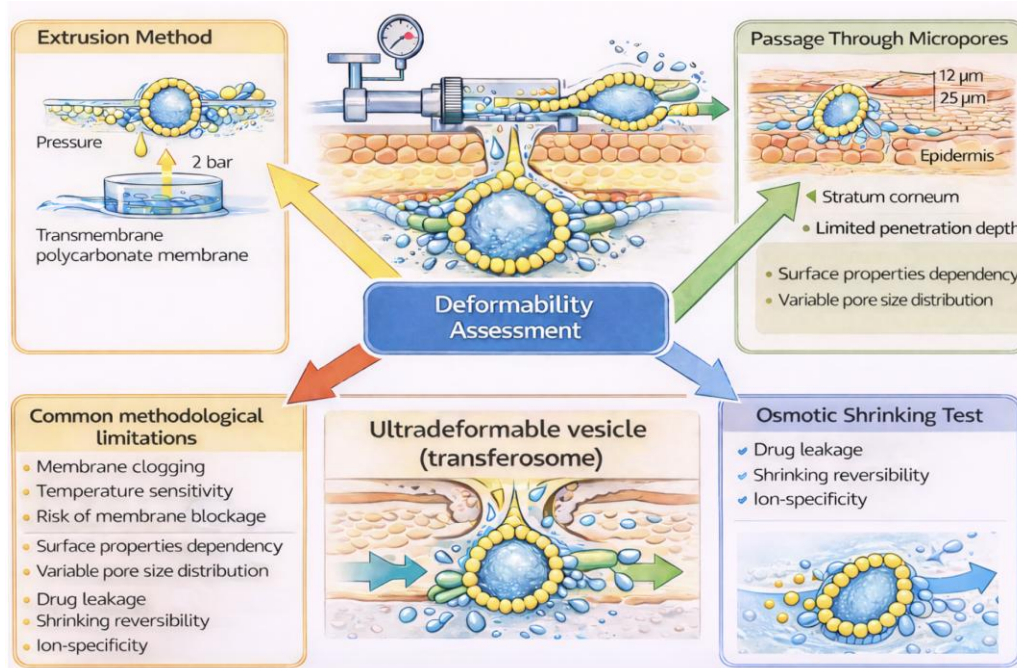 Extrusion Method
Pressure
2 bar
Transmembrane
polycarbonate membrane
Passage Through Micropores
12 μm
25 μm
Epidermis
Stratum corneum
• Limited penetration depth
• Surface properties dependency
• Variable pore size distribution
Deformability
Assessment
Common methodological
limitations
• Membrane clogging
• Temperature sensitivity
• Risk of membrane blockage
• Surface properties dependency
• Variable pore size distribution
• Drug leakage
• Shrinking reversibility
• Ion-specificity
Ultradeformable vesicle
(transferosome)
Osmotic Shrinking Test
✓ Drug leakage
✓ Shrinking reversibility
✓ Ion-specificity